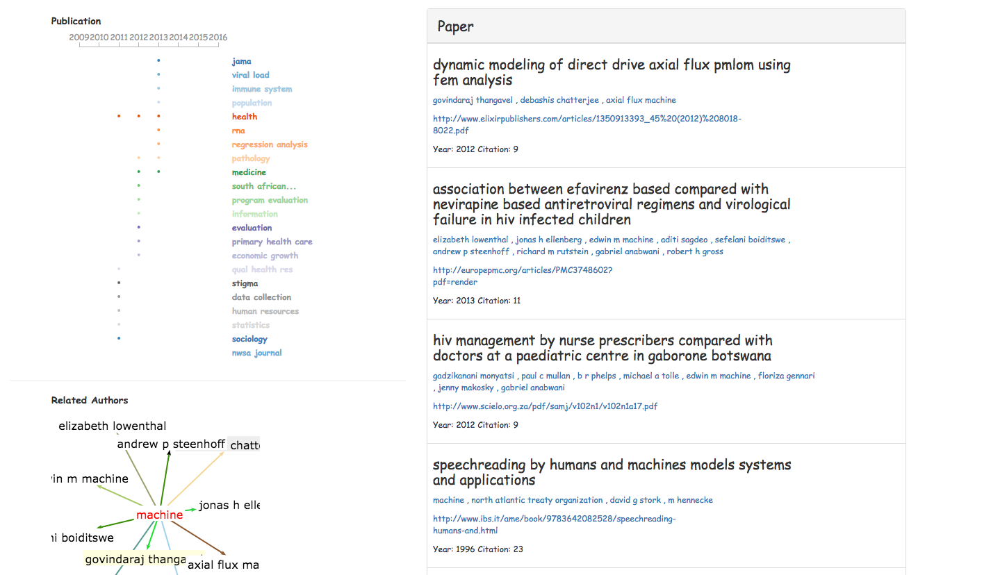 Publication
2009 2010 2011 2012 2013 2014 2015 2016
jama
viral load
immune system
population
health
rna
regression analysis
pathology
medicine
south african...
program evaluation
information
evaluation
primary health care
economic growth
qual health res
stigma
data collection
human resources
statistics
sociology
nwsa journal
Related Authors
elizabeth lowenthal
andrew p steenhoff
chatte
in m machine
jonas h elle
machine
ni boiditswe
govindaraj thanga
axial flux ma
Paper
dynamic modeling of direct drive axial flux pmlom using
fem analysis
govindaraj thangavel , debashis chatterjee , axial flux machine
http://www.elixirpublishers.com/articles/1350913393_45%20(2012)%208018-
8022.pdf
Year: 2012 Citation: 9
association between efavirenz based compared with
nevirapine based antiretroviral regimens and virological
failure in hiv infected children
elizabeth lowenthal , jonas h ellenberg , edwin m machine , aditi sagdeo , sefelani boiditswe ,
andrew p steenhoff , richard m rutstein , gabriel anabwani , robert h gross
http://europepmc.org/articles/PMC3748602?
pdf=render
Year: 2013 Citation: 11
hiv management by nurse prescribers compared with
doctors at a paediatric centre in gaborone botswana
gadzikanani monyatsi , paul c mullan , b r phelps , michael a tolle , edwin m machine , floriza gennari
, jenny makosky , gabriel anabwani
http://www.scielo.org.za/pdf/samj/v102n1/v102n1a17.pdf
Year: 2012 Citation: 9
speechreading by humans and machines models systems
and applications
machine , north atlantic treaty organization , david g stork , m hennecke
http://www.ibs.it/ame/book/9783642082528/speechreading-
humans-and.html
Year: 1996 Citation: 23